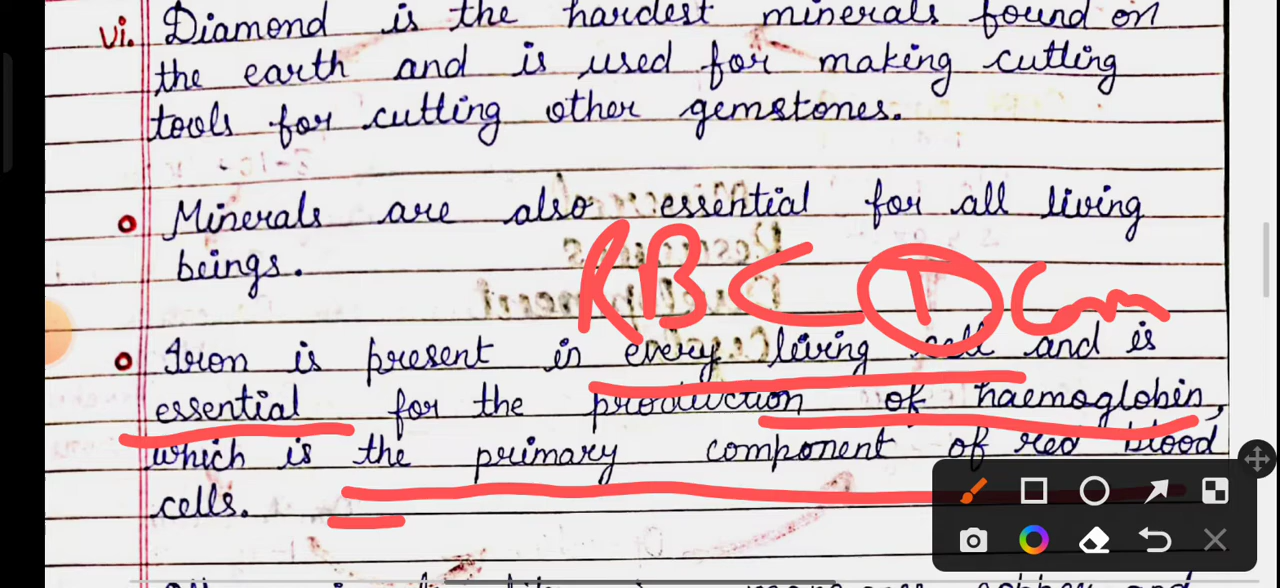 vi. Diamond is the hardest minerals found on
the earth and is used for making cutting
tools for cutting other gemstones.
Minerals are also essential for all living
beings.
RBC
Iron is present in every living cell and is
essential for the production of haemoglobin,
which is the primary component of red blood
cells.